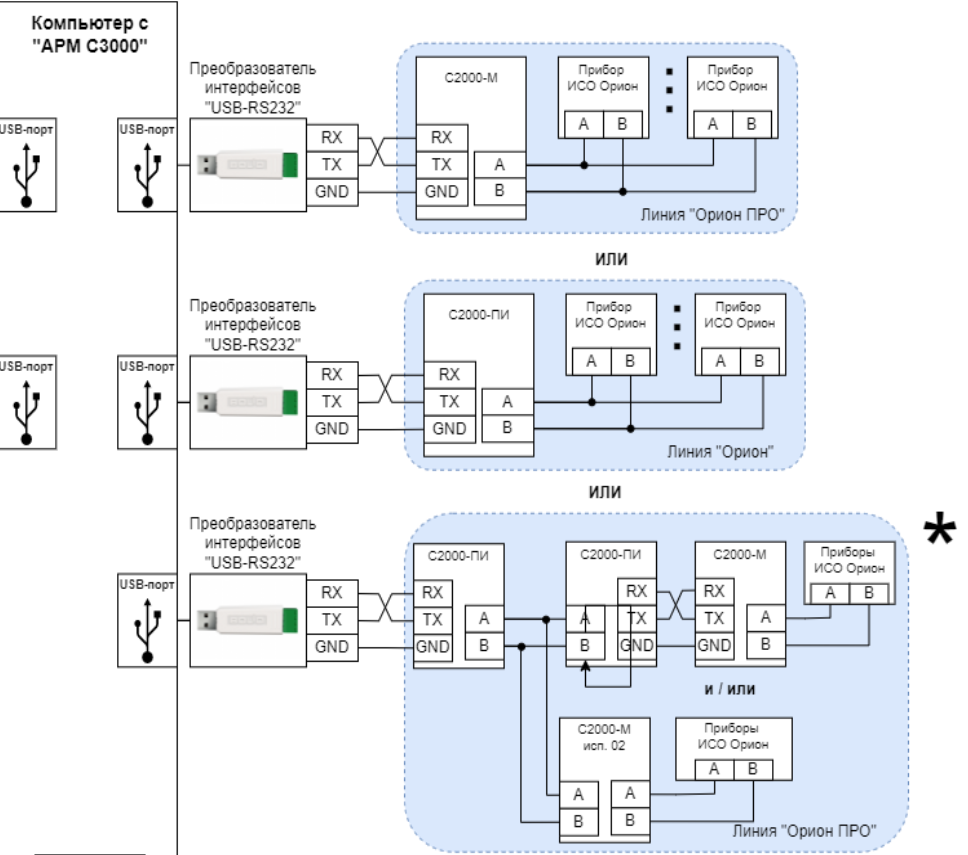 Компьютер с
"АРМ С3000"
Преобразователь
интерфейсов
"USB-RS232"
С2000-М
Прибор
ИСО Орион
Прибор
ИСО Орион
A B
A B
USB-порт
USB-порт
RX
TX
GND
RX
TX
GND
A
B
Линия "Орион ПРО"
или
Преобразователь
интерфейсов
"USB-RS232"
С2000-ПИ
Прибор
ИСО Орион
Прибор
ИСО Орион
A B
A B
USB-порт
USB-порт
RX
TX
GND
RX
TX
GND
A
B
Линия "Орион"
или
*
Преобразователь
интерфейсов
"USB-RS232"
С2000-ПИ
С2000-ПИ
С2000-М
Приборы
ИСО Орион
A B
USB-порт
RX
TX
GND
RX
TX
GND
A
B
A
B
RX
TX
GND
RX
TX
GND
A
B
и / или
С2000-М
исп. 02
Приборы
ИСО Орион
A B
A
B
A
B
Линия "Орион ПРО"